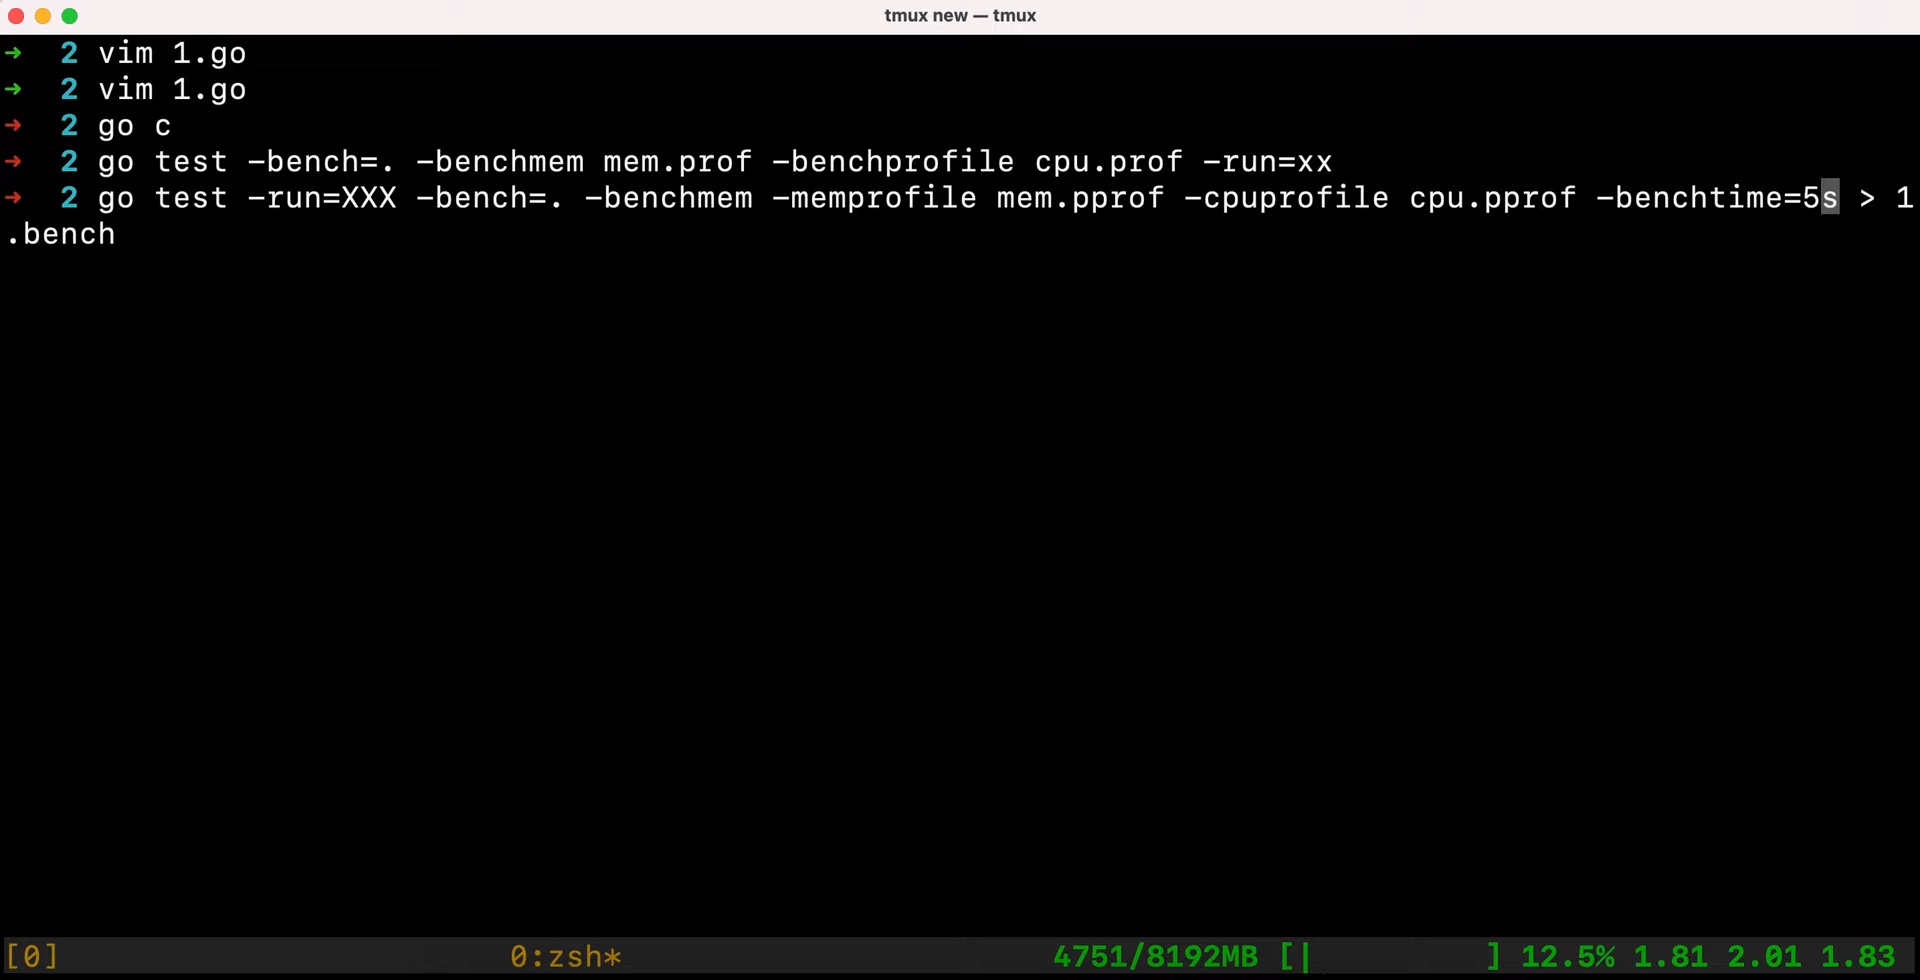 tmux new — tmux
→ 2 vim 1.go
→ 2 vim 1.go
→ 2 go c
→ 2 go test -bench=. -benchmem mem.prof -benchprofile cpu.prof -run=xx
→ 2 go test -run=XXX -bench=. -benchmem -memprofile mem.pprof -cpuprofile cpu.pprof -benchtime=5s > 1
.bench
[0] 0:zsh* 4751/8192MB [| ] 12.5% 1.81 2.01 1.83